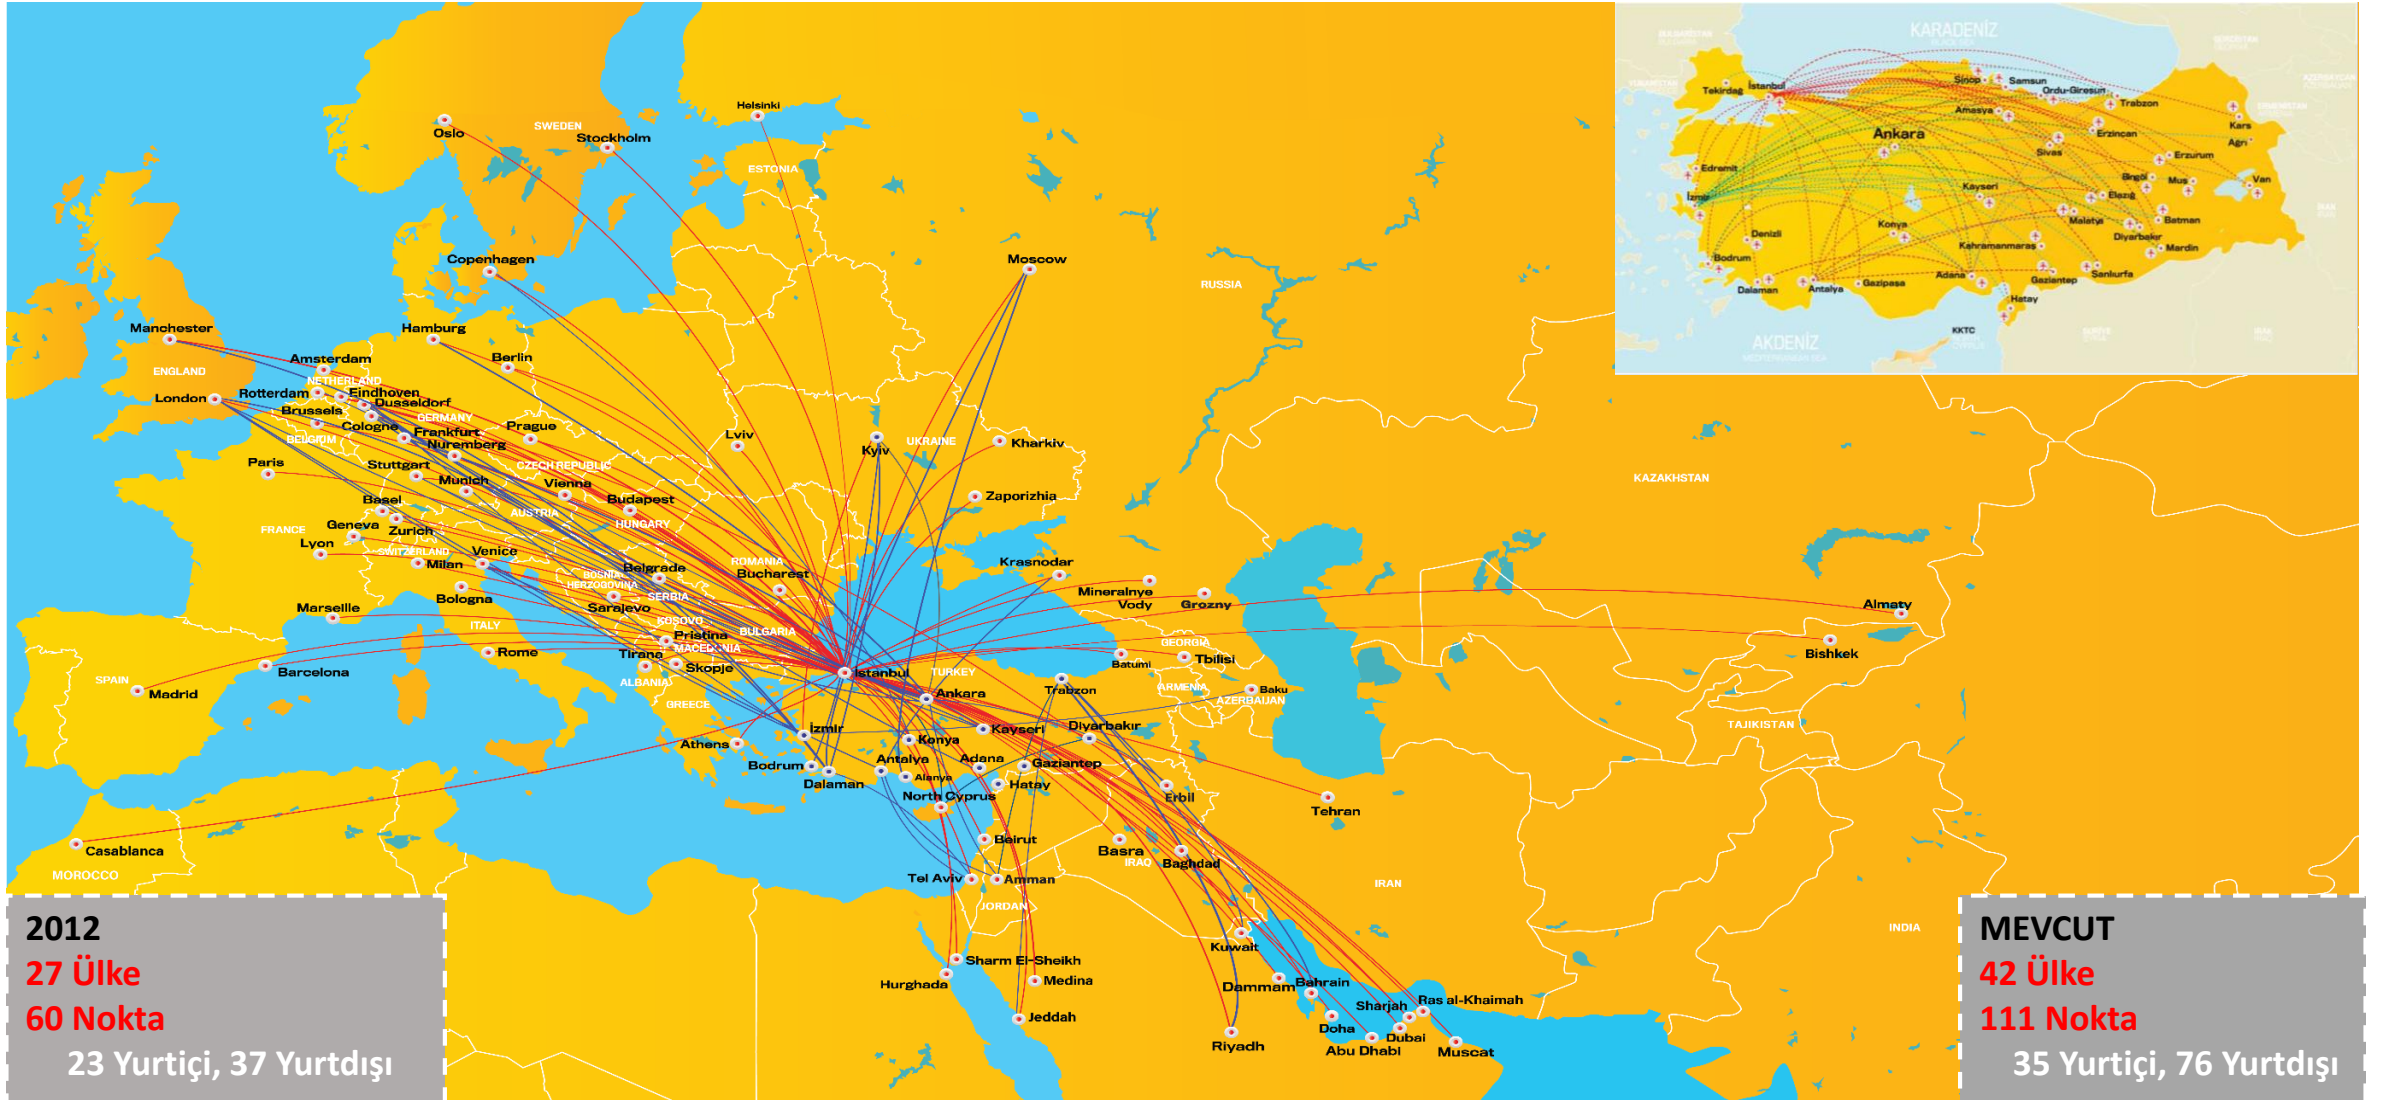 KARADENİZ
BLACK SEA
Sinop
Samsun
Tekirdağ
İstanbul
Ordu-Giresun
Trabzon
Amasya
Ankara
Erzincan
Kars
Sivas
Ağrı
Erzurum
Edremit
Bingöl
Muş
Van
Kayseri
İzmir
Elazığ
Malatya
Batman
Konya
Denizli
Diyarbakır
Kahramanmaraş
Mardin
Bodrum
Adana
Şanlıurfa
Gaziantep
Dalaman
Antalya
Gazipaşa
Hatay
KKTC
AKDENİZ
MEDITERRANEAN SEA
Helsinki
Oslo
SWEDEN
Stockholm
ESTONIA
Copenhagen
Moscow
RUSSIA
Manchester
Hamburg
Amsterdam
Berlin
ENGLAND
NETHERLAND
London
Rotterdam
Eindhoven
Dusseldorf
Brussels
GERMANY
Cologne
Frankfurt
Prague
BELGIUM
Nuremberg
Lviv
UKRAINE
Kharkiv
Kyiv
Paris
Stuttgart
CZECH REPUBLIC
Munich
Vienna
KAZAKHSTAN
Basel
Budapest
Zaporizhia
AUSTRIA
Geneva
Zurich
HUNGARY
FRANCE
Lyon
SWITZERLAND
Venice
Milan
Belgrade
ROMANIA
Bucharest
Krasnodar
BOSNIA
HERZOGOVINA
Bologna
SERBIA
Mineralnye
Vody
Grozny
Almaty
Marseille
Sarajevo
ITALY
KOSOVO
BULGARIA
Pristina
GEORGIA
Rome
Tirana
MACEDONIA
Skopje
Batumi
Tbilisi
Bishkek
Barcelona
SPAIN
Madrid
ALBANIA
İstanbul
TURKEY
Ankara
Trabzon
ARMENIA
Baku
AZERBAIJAN
GREECE
TAJIKISTAN
İzmir
Kayseri
Diyarbakır
Athens
Konya
Bodrum
Antalya
Adana
Gaziantep
Dalaman
Alanya
Hatay
North Cyprus
Erbil
Tehran
Casablanca
Beirut
Basra
IRAQ
Baghdad
MOROCCO
Tel Aviv
Amman
IRAN
JORDAN
INDIA
Kuwait
Sharm El-Sheikh
Hurghada
Medina
Dammam
Bahrain
Sharjah
Ras al-Khaimah
Jeddah
Doha
Dubai
Riyadh
Abu Dhabi
Muscat
2012
27 Ülke
60 Nokta
23 Yurtiçi, 37 Yurtdışı
MEVCUT
42 Ülke
111 Nokta
35 Yurtiçi, 76 Yurtdışı